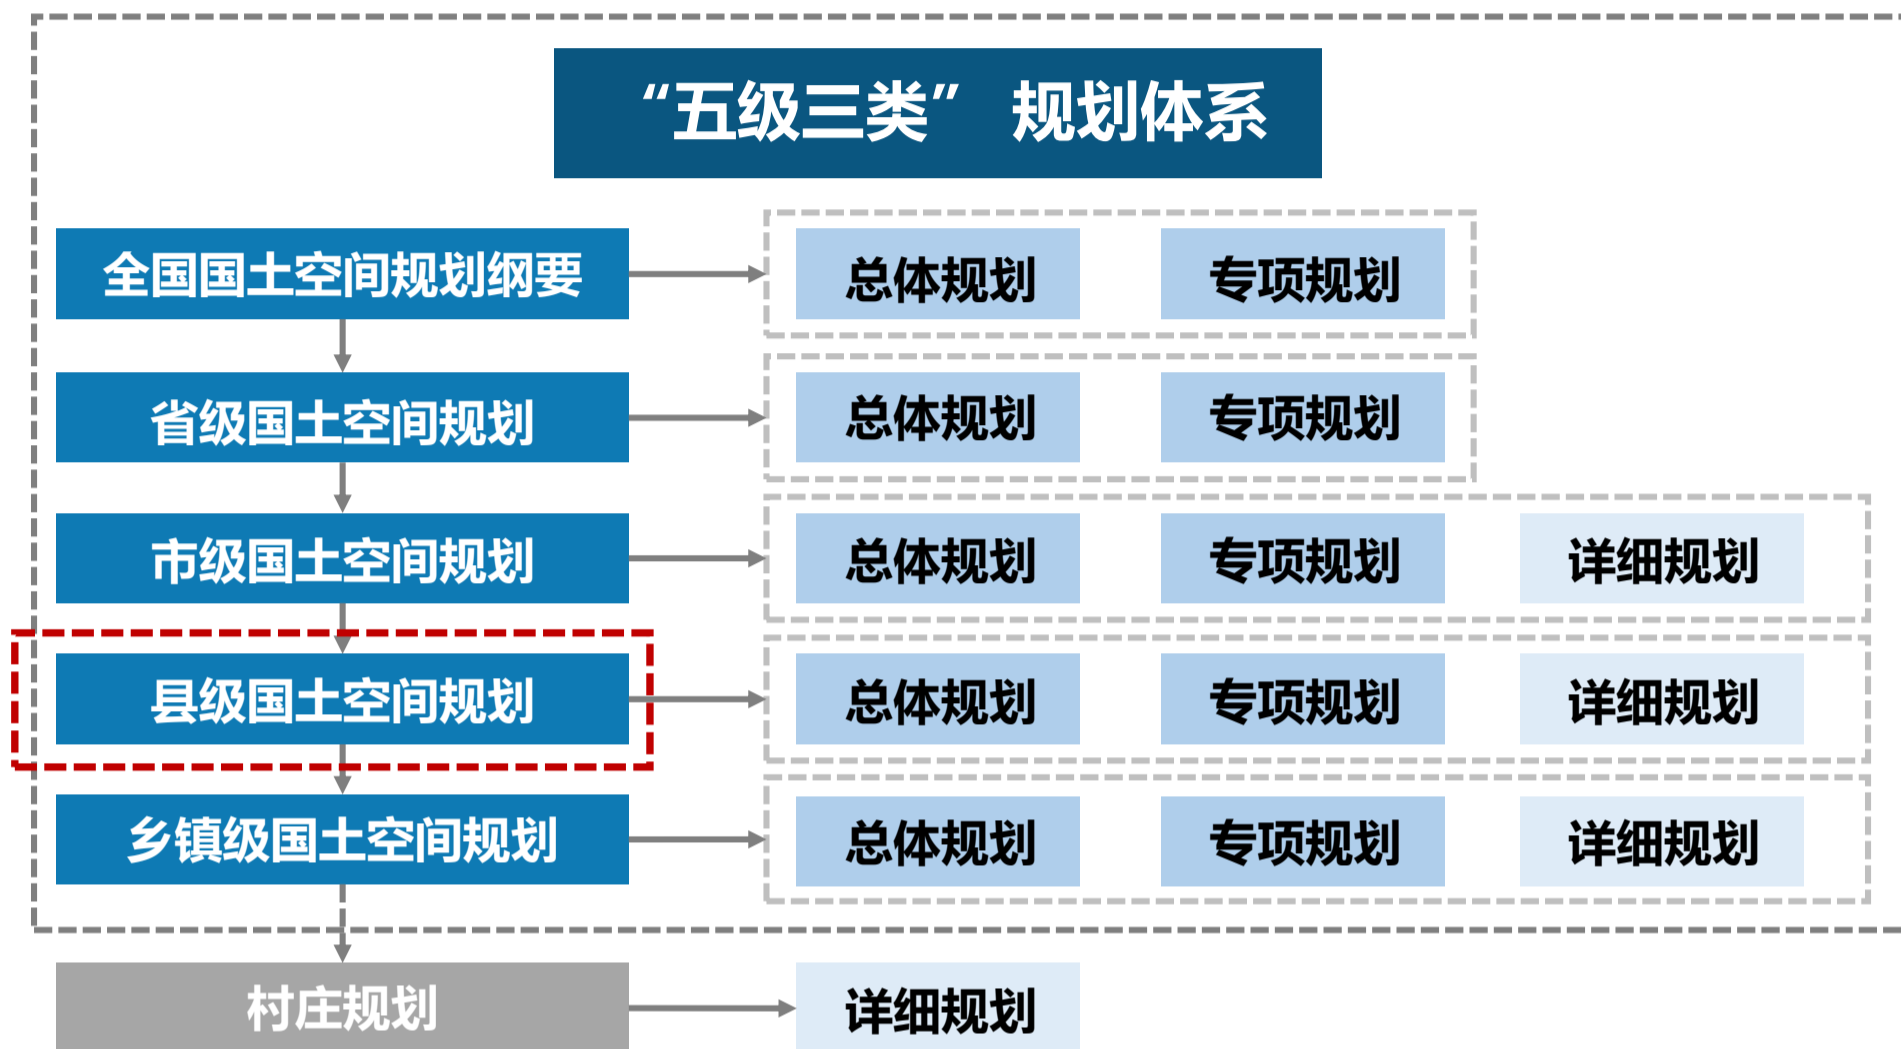 “五级三类” 规划体系
全国国土空间规划纲要
总体规划
专项规划
省级国土空间规划
总体规划
专项规划
市级国土空间规划
总体规划
专项规划
详细规划
县级国土空间规划
总体规划
专项规划
详细规划
乡镇级国土空间规划
总体规划
专项规划
详细规划
村庄规划
详细规划